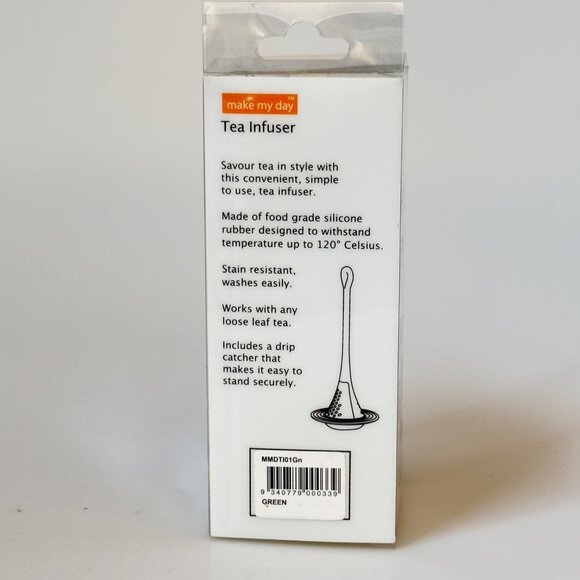 make my day™
Tea Infuser
Savour tea in style with
this convenient, simple
to use, tea infuser.
Made of food grade silicone
rubber designed to withstand
temperature up to 120° Celsius.
Stain resistant,
washes easily.
Works with any
loose leaf tea.
Includes a drip
catcher that
makes it easy to
stand securely.
MMDTI01Gn
9 340779 000339
GREEN